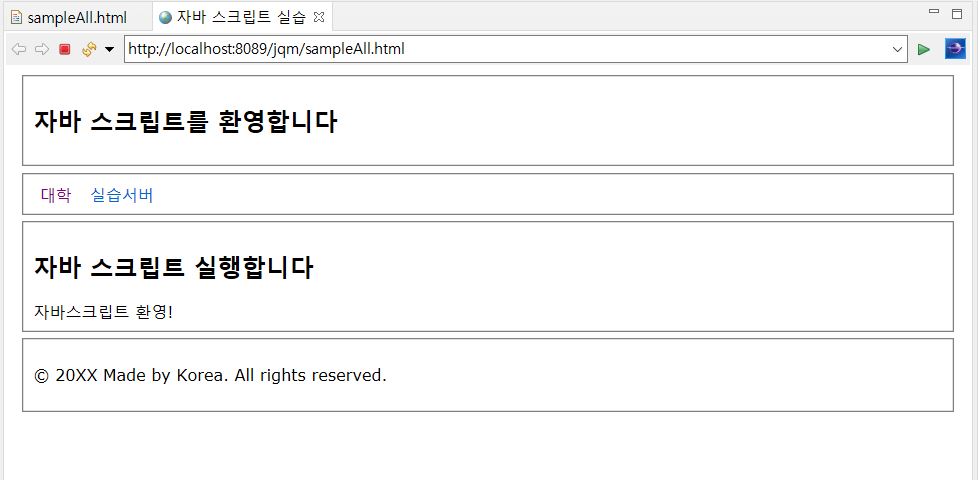 sampleAll.html 자바 스크립트 실습
http://localhost:8089/jqm/sampleAll.html
자바 스크립트를 환영합니다
대학 실습서버
자바 스크립트 실행합니다
자바스크립트 환영!
© 20XX Made by Korea. All rights reserved.